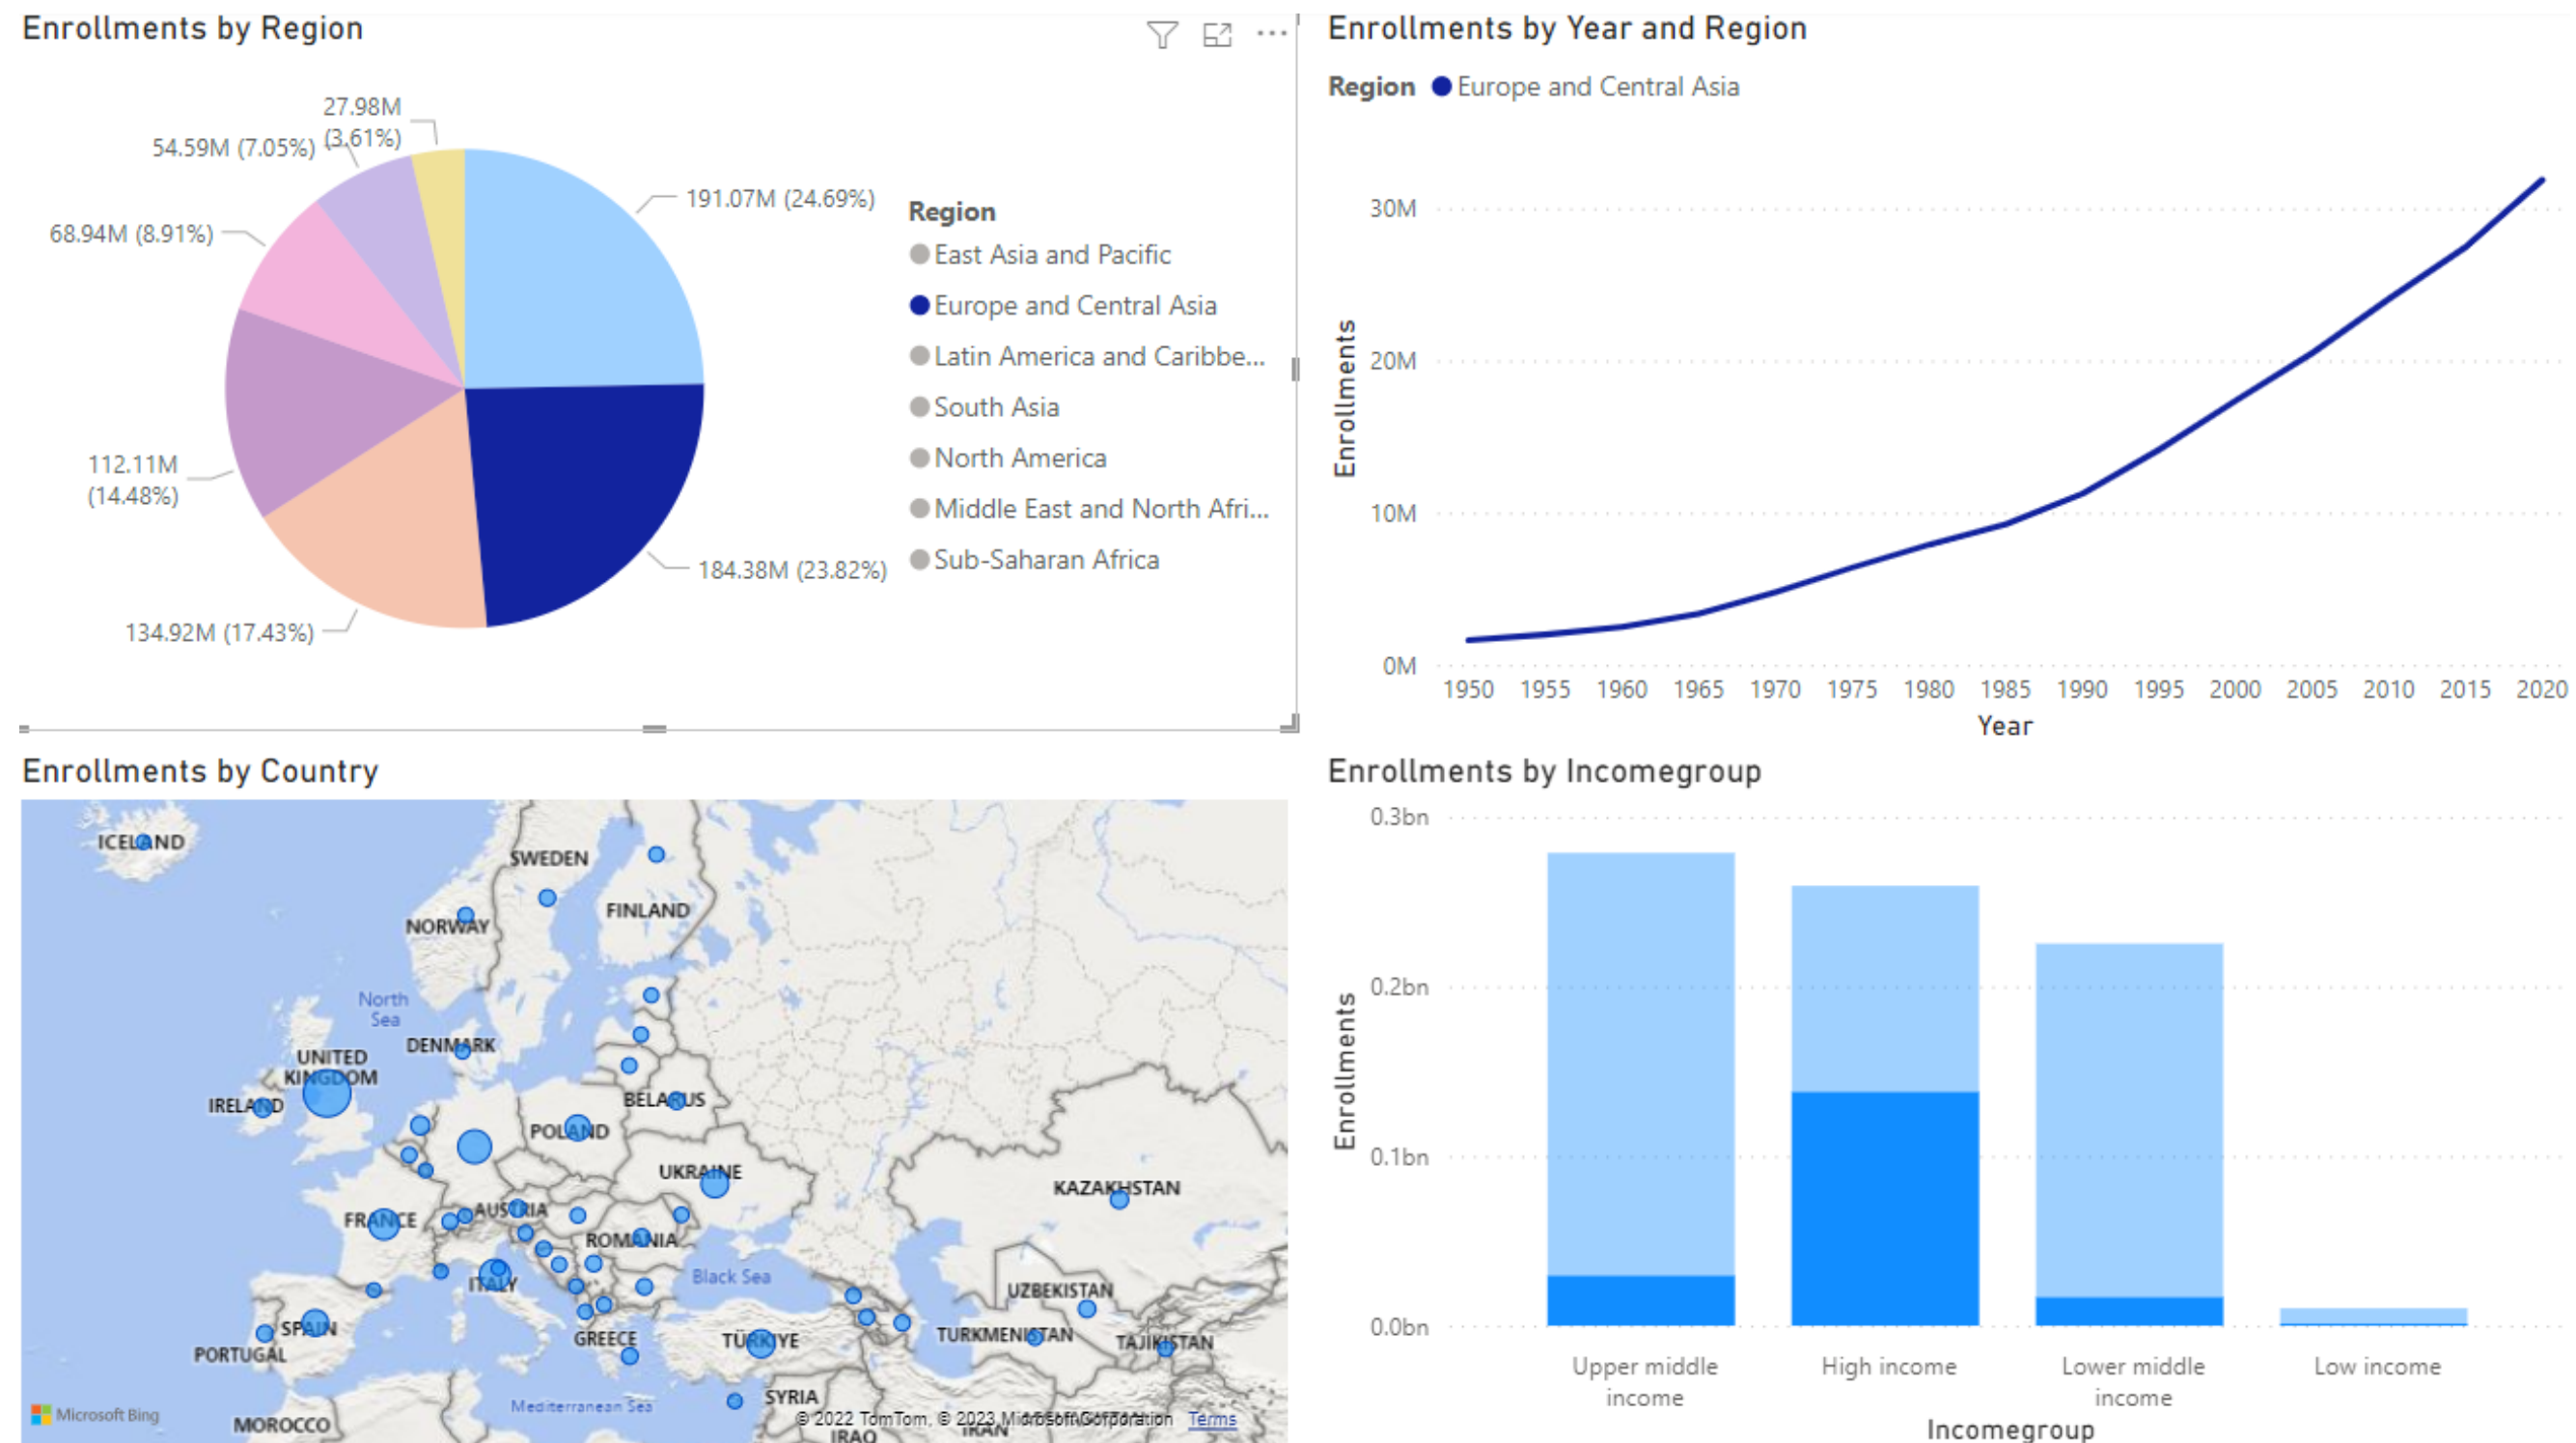 Enrollments by Region
27.98M
(3.61%)
54.59M (7.05%)
191.07M (24.69%)
68.94M (8.91%)
112.11M
(14.48%)
184.38M (23.82%)
134.92M (17.43%)
Region
East Asia and Pacific
Europe and Central Asia
Latin America and Caribbe...
South Asia
North America
Middle East and North Afri...
Sub-Saharan Africa
Enrollments by Year and Region
Region Europe and Central Asia
30M
20M
10M
0M
Enrollments
1950 1955 1960 1965 1970 1975 1980 1985 1990 1995 2000 2005 2010 2015 2020
Year
Enrollments by Country
ICELAND
SWEDEN
FINLAND
NORWAY
North
Sea
DENMARK
UNITED
KINGDOM
IRELAND
BELARUS
POLAND
UKRAINE
KAZAKHSTAN
FRANCE
AUSTRIA
ROMANIA
Black Sea
ITALY
UZBEKISTAN
SPAIN
GREECE
TÜRKIYE
TURKMENISTAN
TAJIKISTAN
PORTUGAL
SYRIA
Mediterranean Sea
Microsoft Bing
MOROCCO
© 2022 TomTom, © 2023 Microsoft Corporation Terms
IRAQ
IRAN
Enrollments by Incomegroup
0.3bn
0.2bn
0.1bn
0.0bn
Enrollments
Upper middle
income
High income
Lower middle
income
Low income
Incomegroup